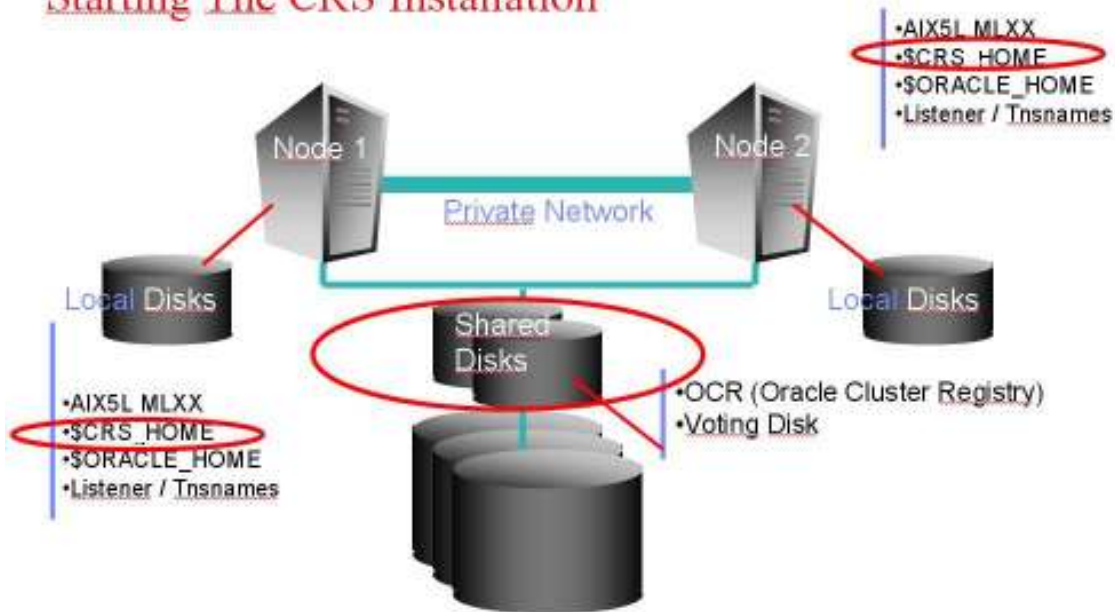 Starting The CRS Installation
•AIX5L MLXX
•$CRS_HOME
•$ORACLE_HOME
•Listener / Tnsnames
Node 1
Node 2
Private Network
Local Disks
Local Disks
Shared
Disks
•OCR (Oracle Cluster Registry)
•Voting Disk
•AIX5L MLXX
•$CRS_HOME
•$ORACLE_HOME
•Listener / Tnsnames